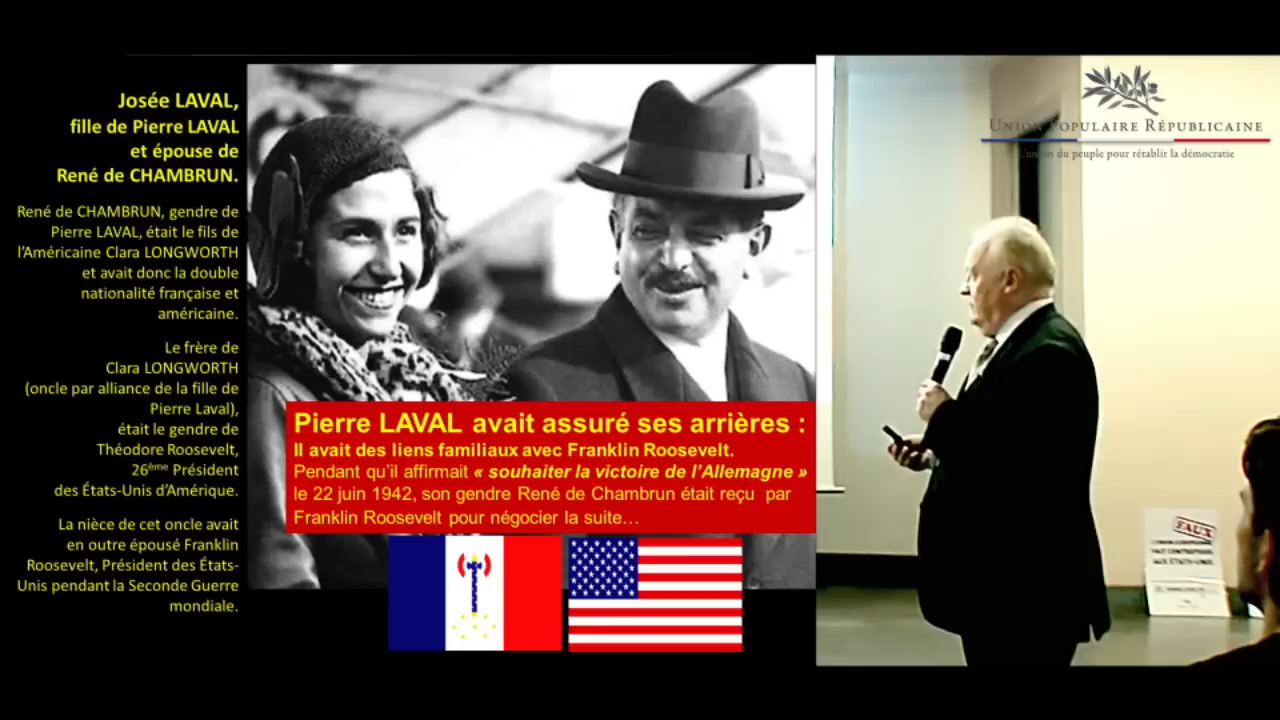 Josée LAVAL,
fille de Pierre LAVAL
et épouse de
René de CHAMBRUN.
René de CHAMBRUN, gendre de
Pierre LAVAL, était le fils de
l'Américaine Clara LONGWORTH
et avait donc la double
nationalité française et
américaine.
Le frère de
Clara LONGWORTH
(oncle par alliance de la fille de
Pierre Laval),
était le gendre de
Théodore Roosevelt,
26ème Président
des États-Unis d'Amérique.
La nièce de cet oncle avait
en outre épousé Franklin
Roosevelt, Président des États-
Unis pendant la Seconde Guerre
mondiale.
Pierre LAVAL avait assuré ses arrières :
Il avait des liens familiaux avec Franklin Roosevelt.
Pendant qu'il affirmait « souhaiter la victoire de l'Allemagne »
le 22 juin 1942, son gendre René de Chambrun était reçu par
Franklin Roosevelt pour négocier la suite…
UNION POPULAIRE RÉPUBLICAINE
L'union du peuple pour rétablir la démocratie
FAUX
AUX ÉTATS-UNIS